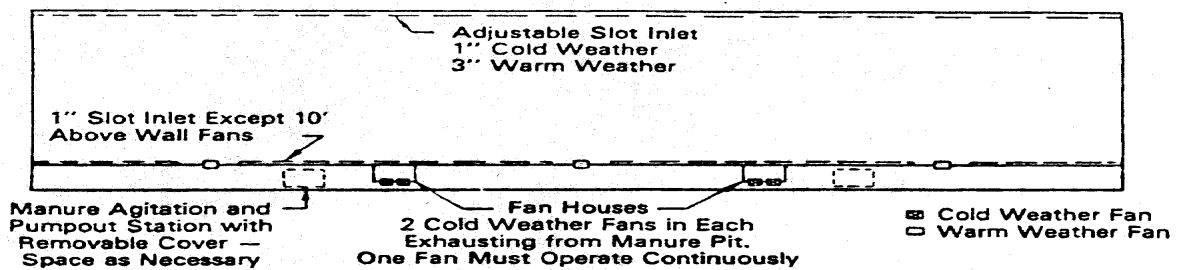 Adjustable Slot Inlet
1" Cold Weather
3" Warm Weather
1" Slot Inlet Except 10'
Above Wall Fans
Manure Agitation and
Pumpout Station with
Removable Cover —
Space as Necessary
Fan Houses
2 Cold Weather Fans in Each
Exhausting from Manure Pit.
One Fan Must Operate Continuously
Cold Weather Fan
Warm Weather Fan